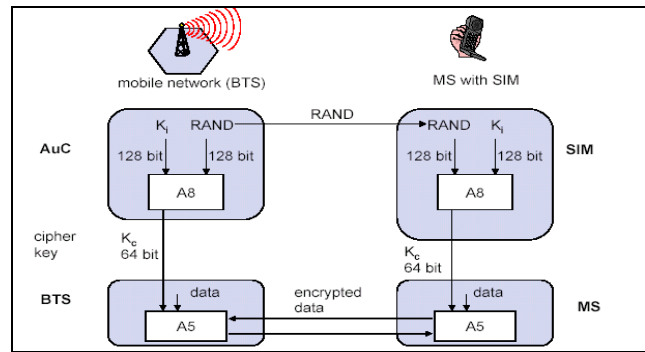 mobile network (BTS)
MS with SIM
RAND
Ki RAND
RAND Ki
AuC
SIM
128 bit 128 bit
128 bit 128 bit
A8
A8
cipher
key
Kc
64 bit
Kc
64 bit
BTS
data
encrypted
data
data
MS
A5
A5